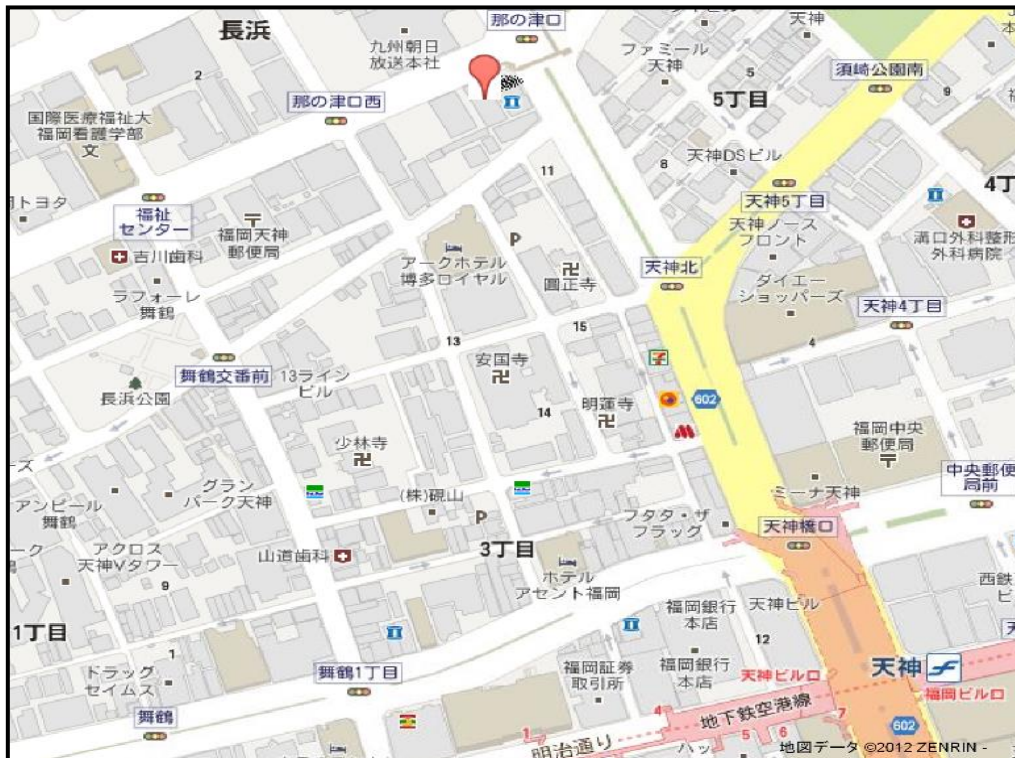 那の津口
天神
長浜
九州朝日
放送本社
ファミール
天神
5
須崎公園南
2
那の津口西
5丁目
9
国際医療福祉大
福岡看護学部
文
天神DSビル
11
8
4丁
トヨタ
天神5丁目
福祉
センター
福岡天神
郵便局
P
天神ノース
フロント
溝口外科整形
外科病院
吉川歯科
アークホテル
博多ロイヤル
圓正寺
天神北
ダイエー
ショッパーズ
ラフォーレ
舞鶴
天神4丁目
15
13
4
舞鶴交番前
13ライン
ビル
安国寺
7
長浜公園
14
明蓮寺
602
少林寺
福岡中央
郵便局
ーズ
グラン
パーク天神
中央郵便
局前
アンピール
舞鶴
(株)硯山
ミーナ天神
P
フタタ・ザ
フラッグ
天神橋口
ーク
アクロス
天神Vタワー
山道歯科
3丁目
9
ホテル
アセント福岡
西鉄
ビ
福岡銀行
本店
天神ビル
1丁目
12
1
ドラッグ
セイムス
舞鶴1丁目
福岡証券
取引所
福岡銀行
本店
天神ビル口
天神
福岡ビル口
舞鶴
4
地下鉄空港線
7
602
1
明治通り
5
6
ハッ
地図データ ©2012 ZENRIN -